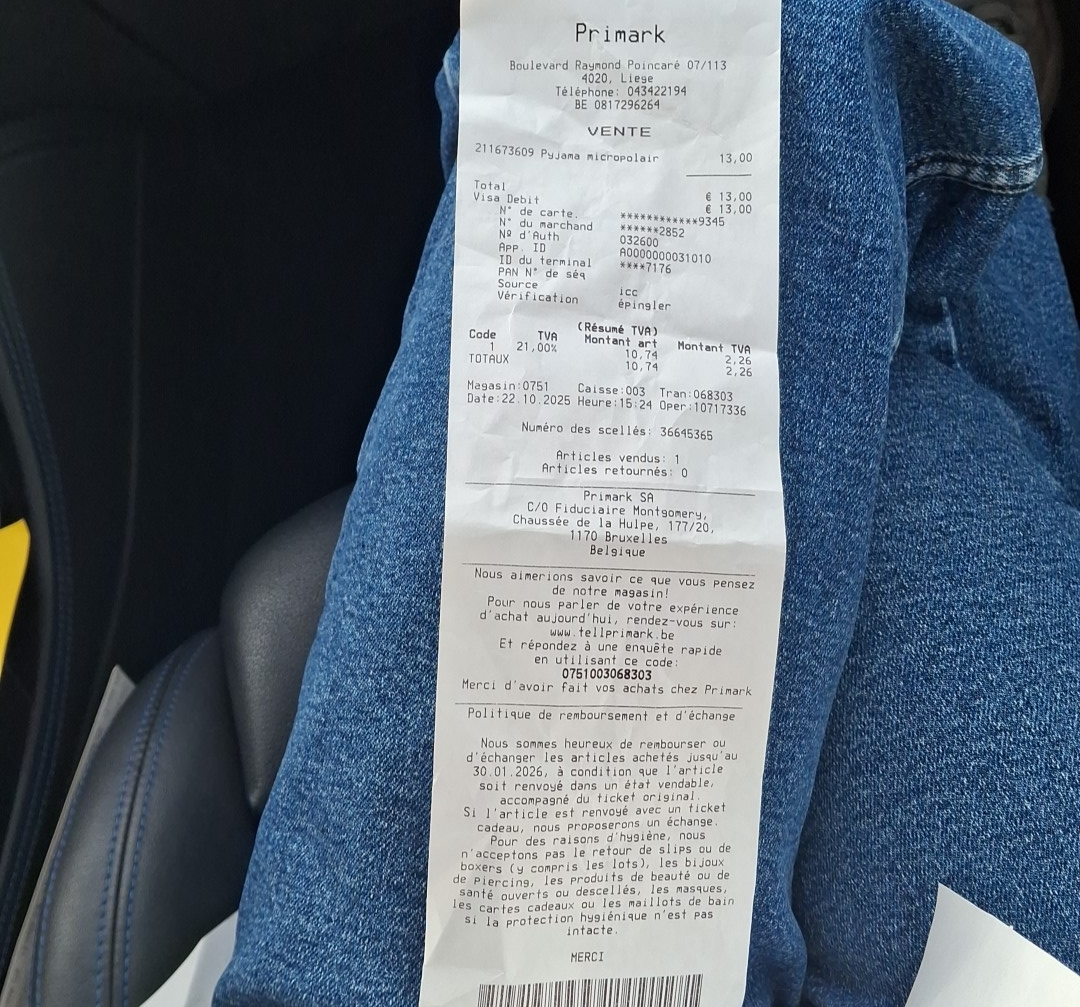 Primark
Boulevard Raymond Poincaré 07/113
4020, Liege
Téléphone: 043422194
BE 0817296264
VENTE
211673609 Pyjama micropolair 13,00
Total € 13,00
Visa Debit € 13,00
N° de carte. ************9345
N° du marchand ******2852
Nº d'Auth 032600
App. ID A0000000031010
ID du terminal ****7176
PAN N° de séq
Source icc
Vérification épingler
(Résumé TVA)
Code TVA Montant art Montant TVA
1 21,00% 10,74 2,26
TOTAUX 10,74 2,26
Magasin:0751 Caisse:003 Tran:068303
Date:22.10.2025 Heure:15:24 Oper:10717336
Numéro des scellés: 36645365
Articles vendus: 1
Articles retournés: 0
Primark SA
C/O Fiduciaire Montgomery,
Chaussée de la Hulpe, 177/20,
1170 Bruxelles
Belgique
Nous aimerions savoir ce que vous pensez
de notre magasin!
Pour nous parler de votre expérience
d'achat aujourd'hui, rendez-vous sur:
www.tellprimark.be
Et répondez à une enquête rapide
en utilisant ce code:
0751003068303
Merci d'avoir fait vos achats chez Primark
Politique de remboursement et d'échange
Nous sommes heureux de rembourser ou
d'échanger les articles achetés jusqu'au
30.01.2026, à condition que l'article
soit renvoyé dans un état vendable,
accompagné du ticket original.
Si l'article est renvoyé avec un ticket
cadeau, nous proposerons un échange.
Pour des raisons d'hygiène, nous
n'acceptons pas le retour de slips ou de
boxers (y compris les lots), les bijoux
de piercing, les produits de beauté ou de
santé ouverts ou descellés, les masques,
les cartes cadeaux ou les maillots de bain
si la protection hygiénique n'est pas
intacte.
MERCI